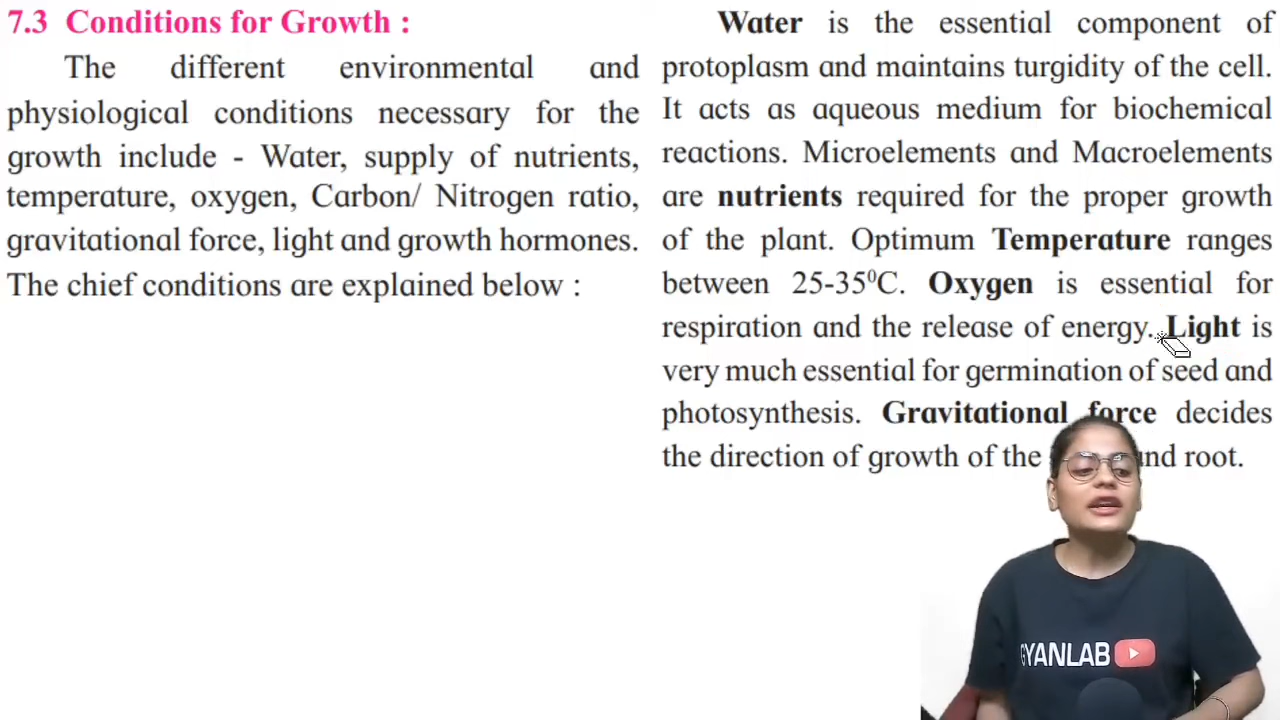 7.3 Conditions for Growth :
The different environmental and
physiological conditions necessary for the
growth include - Water, supply of nutrients,
temperature, oxygen, Carbon/ Nitrogen ratio,
gravitational force, light and growth hormones.
The chief conditions are explained below :
Water is the essential component of
protoplasm and maintains turgidity of the cell.
It acts as aqueous medium for biochemical
reactions. Microelements and Macroelements
are nutrients required for the proper growth
of the plant. Optimum Temperature ranges
between 25-35⁰C. Oxygen is essential for
respiration and the release of energy. Light is
very much essential for germination of seed and
photosynthesis. Gravitational force decides
the direction of growth of the and root.
GYANLAB